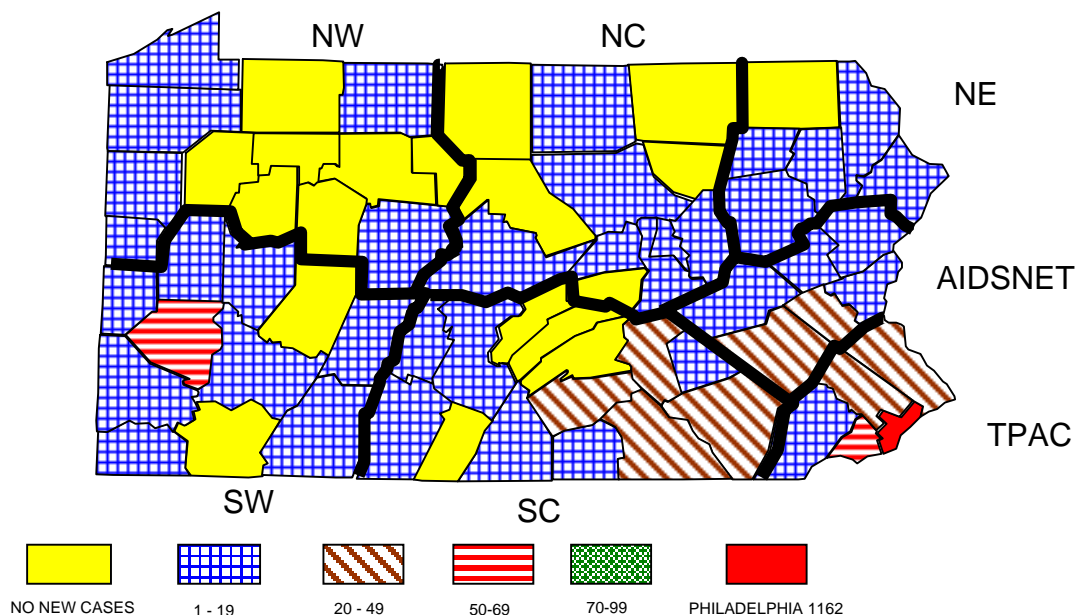 NW
NC
NE
AIDSNET
TPAC
SW
SC
NO NEW CASES
1 - 19
20 - 49
50-69
70-99
PHILADELPHIA 1162